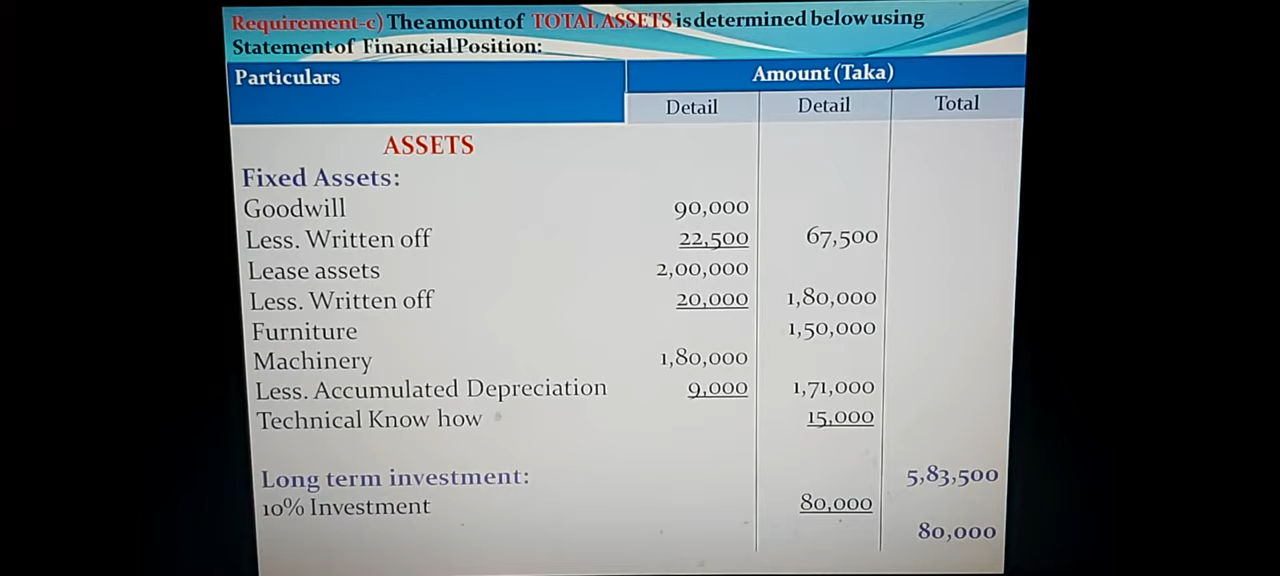 Requirement-c) The amount of TOTAL ASSETS is determined below using
Statement of Financial Position:
Particulars Amount (Taka)
Detail Detail Total
ASSETS
Fixed Assets:
Goodwill 90,000
Less. Written off 22,500 67,500
Lease assets 2,00,000
Less. Written off 20,000 1,80,000
Furniture 1,50,000
Machinery 1,80,000
Less. Accumulated Depreciation 9,000 1,71,000
Technical Know how 15,000
Long term investment: 5,83,500
10% Investment 80,000
80,000